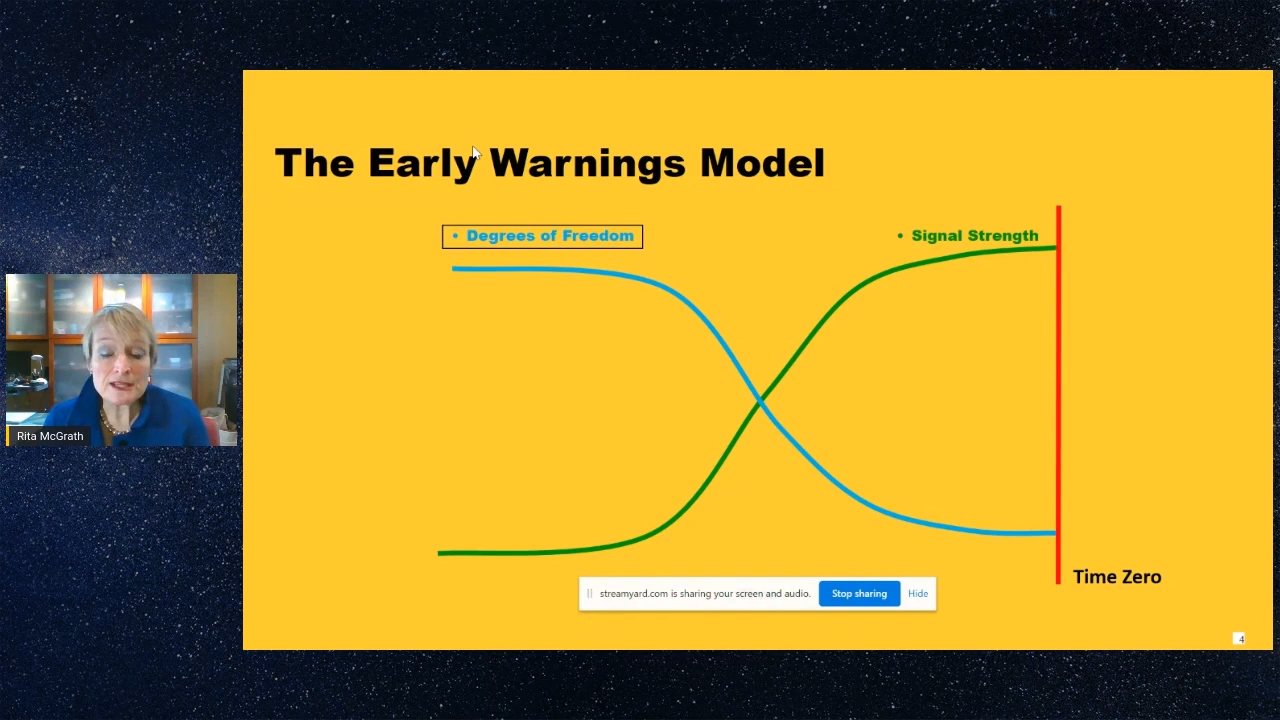 The Early Warnings Model
• Degrees of Freedom
• Signal Strength
Rita McGrath
Time Zero
streamyard.com is sharing your screen and audio. Stop sharing Hide
4